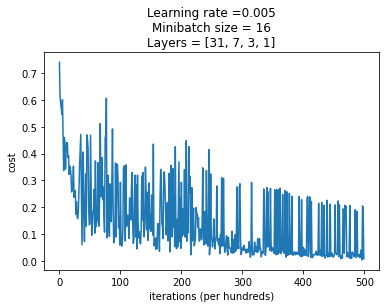 Learning rate =0.005
Minibatch size = 16
Layers = [31, 7, 3, 1]
0.7
0.6
0.5
0.4
0.3
0.2
0.1
0.0
cost
0 100 200 300 400 500
iterations (per hundreds)